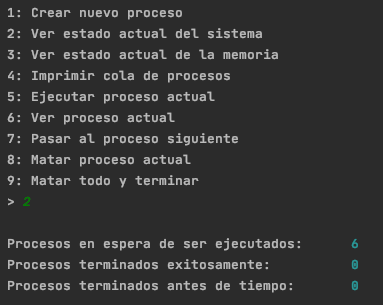 1: Crear nuevo proceso
2: Ver estado actual del sistema
3: Ver estado actual de la memoria
4: Imprimir cola de procesos
5: Ejecutar proceso actual
6: Ver proceso actual
7: Pasar al proceso siguiente
8: Matar proceso actual
9: Matar todo y terminar
> 2
Procesos en espera de ser ejecutados: 6
Procesos terminados exitosamente: 0
Procesos terminados antes de tiempo: 0